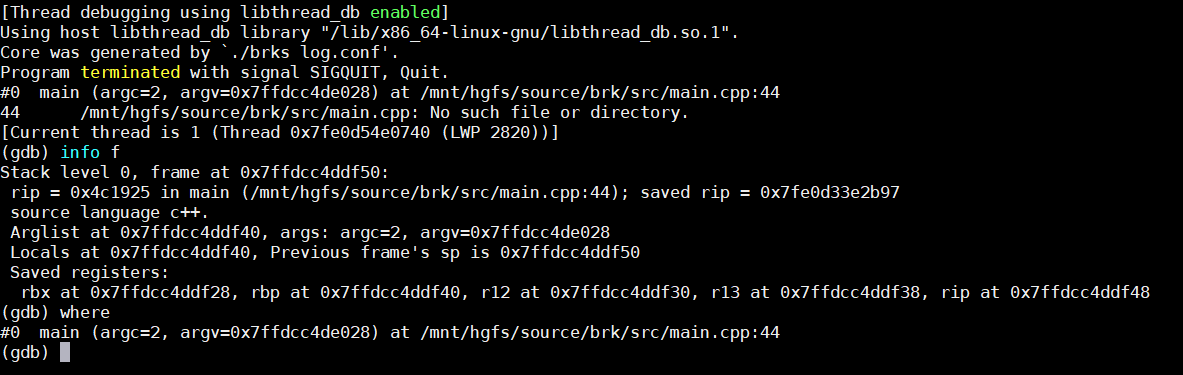 [Thread debugging using libthread_db enabled]
Using host libthread_db library "/lib/x86_64-linux-gnu/libthread_db.so.1".
Core was generated by `./brks log.conf'.
Program terminated with signal SIGQUIT, Quit.
#0  main (argc=2, argv=0x7ffdcc4de028) at /mnt/hgfs/source/brk/src/main.cpp:44
44      /mnt/hgfs/source/brk/src/main.cpp: No such file or directory.
[Current thread is 1 (Thread 0x7fe0d54e0740 (LWP 2820))]
(gdb) info f
Stack level 0, frame at 0x7ffdcc4ddf50:
 rip = 0x4c1925 in main (/mnt/hgfs/source/brk/src/main.cpp:44); saved rip = 0x7fe0d33e2b97
 source language c++.
 Arglist at 0x7ffdcc4ddf40, args: argc=2, argv=0x7ffdcc4de028
 Locals at 0x7ffdcc4ddf40, Previous frame's sp is 0x7ffdcc4ddf50
 Saved registers:
  rbx at 0x7ffdcc4ddf28, rbp at 0x7ffdcc4ddf40, r12 at 0x7ffdcc4ddf30, r13 at 0x7ffdcc4ddf38, rip at 0x7ffdcc4ddf48
(gdb) where
#0  main (argc=2, argv=0x7ffdcc4de028) at /mnt/hgfs/source/brk/src/main.cpp:44
(gdb)